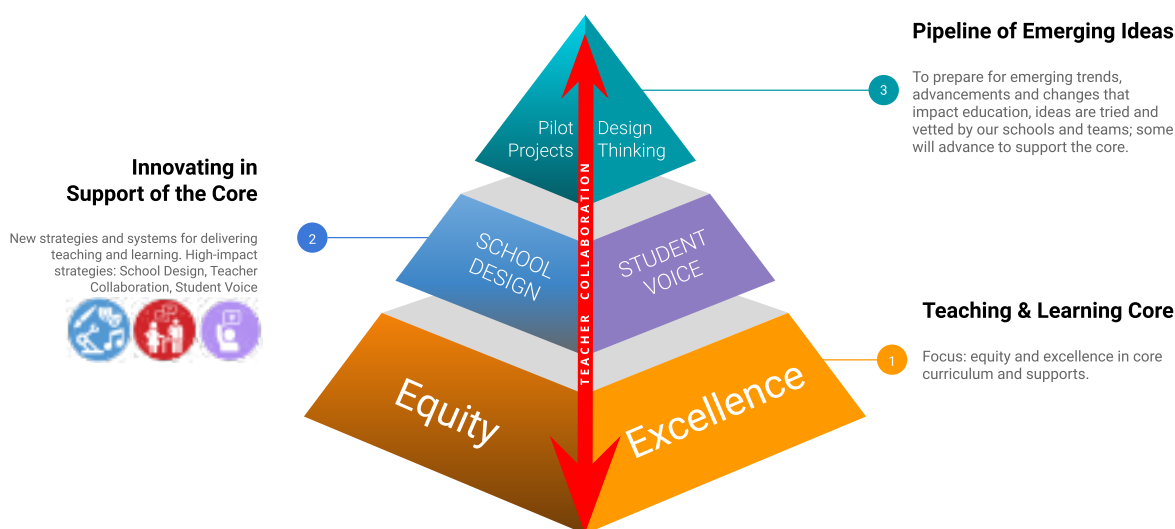 Pipeline of Emerging Ideas
3
To prepare for emerging trends,
advancements and changes that
impact education, ideas are tried and
vetted by our schools and teams; some
will advance to support the core.
Pilot
Projects
Design
Thinking
Innovating in
Support of the Core
2
New strategies and systems for delivering
teaching and learning. High-impact
strategies: School Design, Teacher
Collaboration, Student Voice
SCHOOL
DESIGN
STUDENT
VOICE
TEACHER COLLABORATION
Teaching & Learning Core
1
Focus: equity and excellence in core
curriculum and supports.
Equity
Excellence